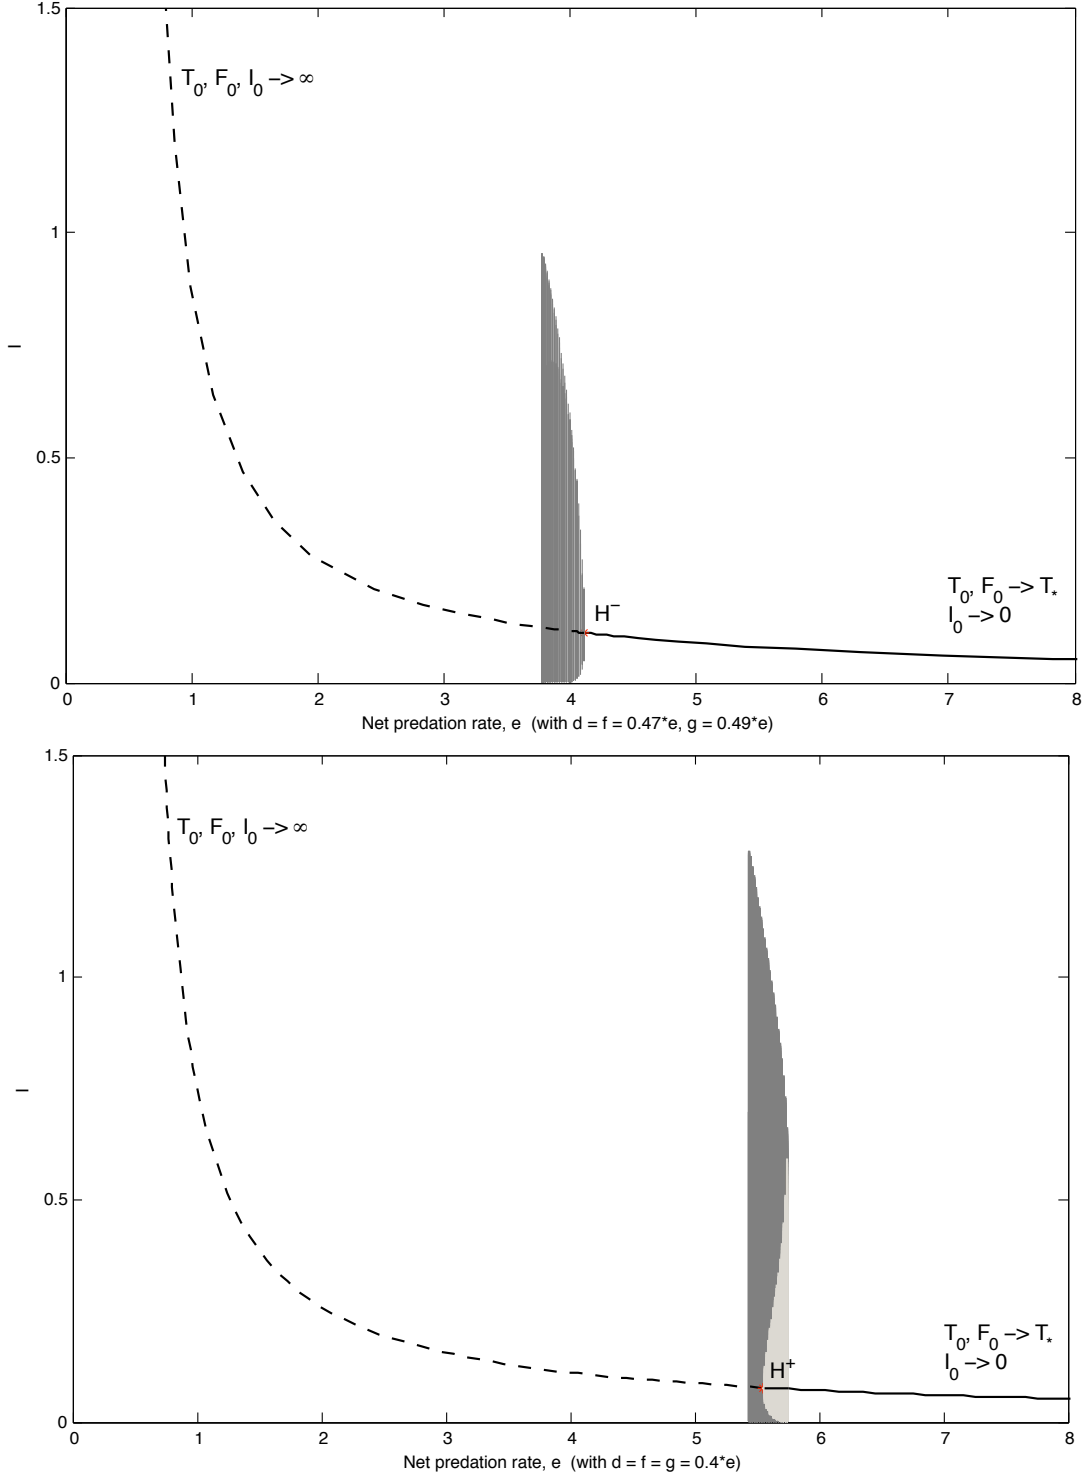 1.5
T₀, F₀, I₀ –> ∞
1
I
0.5
T₀, F₀ –> T*
I₀ –> 0
H⁻
0
0 1 2 3 4 5 6 7 8
Net predation rate, e (with d = f = 0.47*e, g = 0.49*e)
1.5
T₀, F₀, I₀ –> ∞
1
I
0.5
T₀, F₀ –> T*
I₀ –> 0
H⁺
0
0 1 2 3 4 5 6 7 8
Net predation rate, e (with d = f = g = 0.4*e)